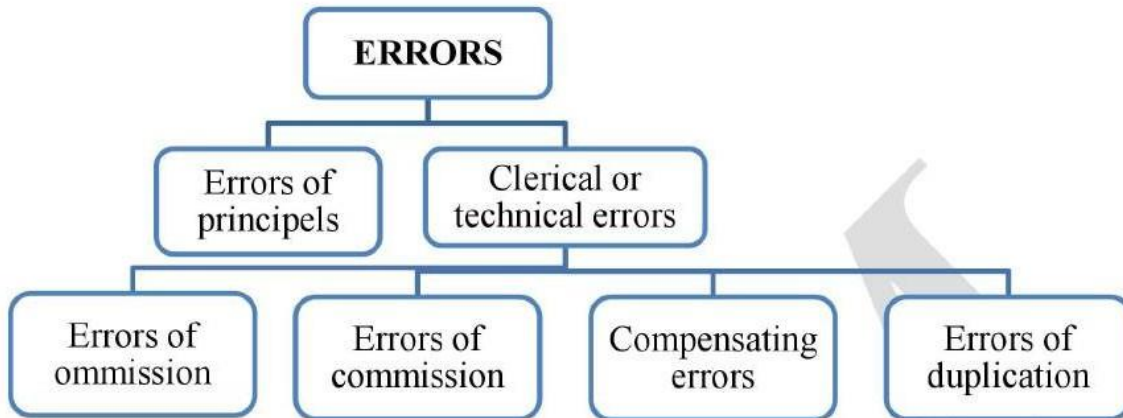 ERRORS
Errors of
principels
Clerical or
technical errors
Errors of
ommission
Errors of
commission
Compensating
errors
Errors of
duplication